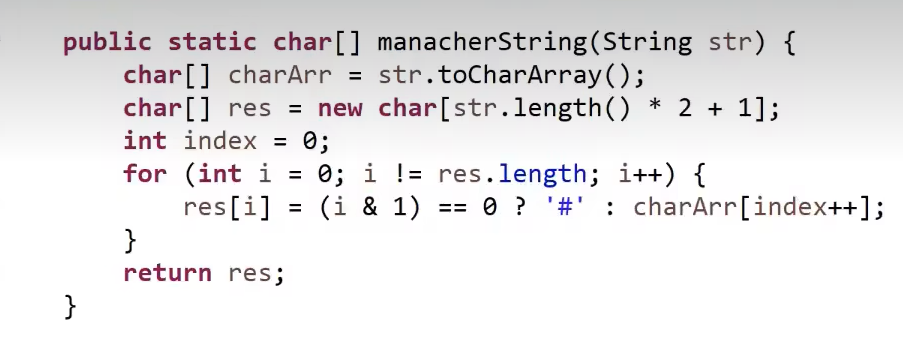 public static char[] manacherString(String str) {
    char[] charArr = str.toCharArray();
    char[] res = new char[str.length() * 2 + 1];
    int index = 0;
    for (int i = 0; i != res.length; i++) {
        res[i] = (i & 1) == 0 ? '#' : charArr[index++];
    }
    return res;
}